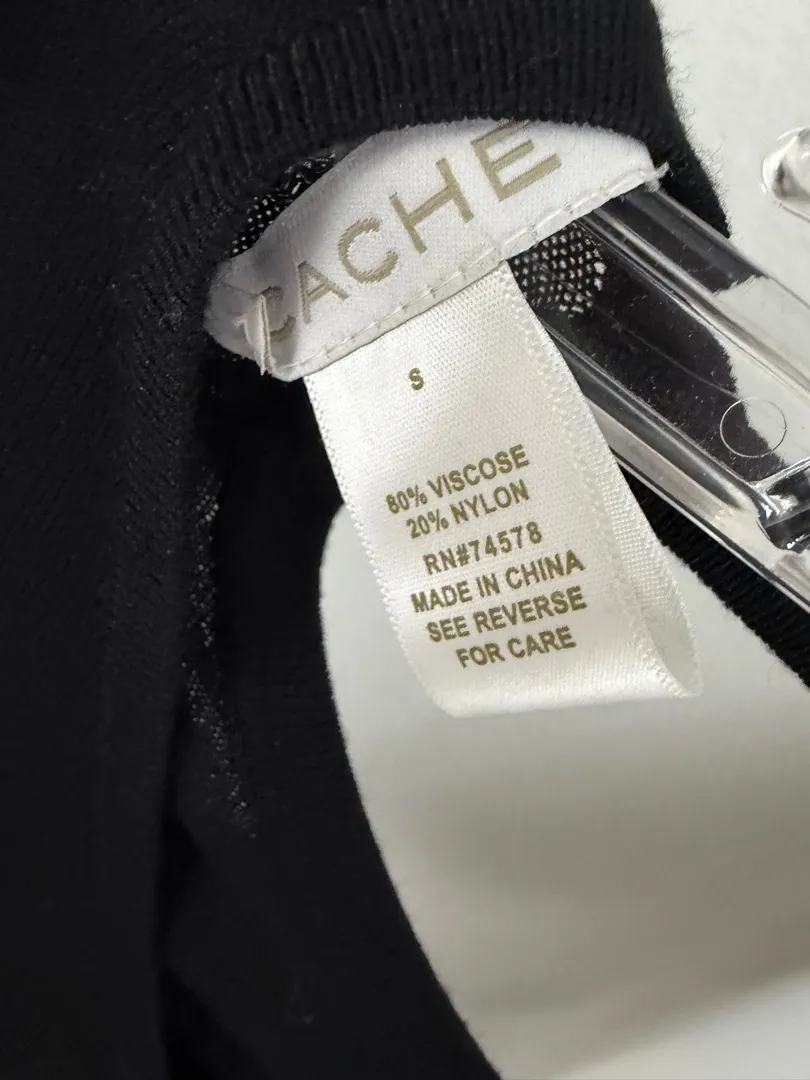 CACHE
S
80% VISCOSE
20% NYLON
RN#74578
MADE IN CHINA
SEE REVERSE
FOR CARE